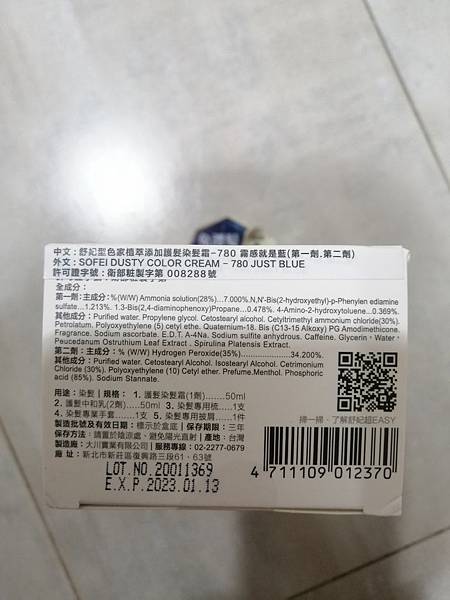 中文：舒妃型色家植萃添加護髮染髮霜-780 霧感就是藍(第一劑.第二劑)
外文：SOFEI DUSTY COLOR CREAM - 780 JUST BLUE
許可證字號：衛部粧製字第 008288號
全成分：
第一劑：主成分：%(W/W) Ammonia solution(28%)...7.000%.N,N'-Bis(2-hydroxyethyl)-p-Phenylen ediamine
sulfate...1.213%. 1.3-Bis(2,4-diaminophenoxy)Propane...0.478%. 4-Amino-2-hydroxytoluene...0.369%.
其他成分：Purified water. Propylene glycol. Cetostearyl alcohol. Cetyltrimethyl ammonium chloride(30%).
Petrolatum. Polyoxyethylene (5) cetyl ethe. Quaternium-18. Bis (C13-15 Alkoxy) PG Amodimethicone.
Fragrance. Sodium ascorbate. E.D.T. A-4Na. Sodium sulfite anhydrous. Caffeine. Glycerin、Water、
Peucedanum Ostruthium Leaf Extract . Spirulina Platensis Extract.
第二劑：主成分：% (W/W) Hydrogen Peroxide(35%)..................34.200%.
其他成分：Purified water. Cetostearyl Alcohol. Isostearyl Alcohol. Cetrimonium
Chloride (30%). Polyoxyethylene (10) Cetyl ether. Prefume.Menthol. Phosphoric
acid (85%). Sodium Stannate.
用途：染髮 | 規格：1. 護髮染髮霜(1劑).......50ml
2. 護髮中和乳(2劑).....50ml 3. 染髮專用梳......1支
4. 染髮專業手套......1支 5. 染髮專用披肩......1件
製造批號及有效日期：標示於盒底 | 保存期限：三年
保存方法：請置於陰涼處、避免陽光直射 | 產地：台灣
製造廠：大川實業有限公司 | 服務專線：02-2277-0679
廠 址：新北市新莊區復興路三段61、63號
掃一掃．了解舒妃超EASY
LOT.NO.20011369
E.X.P.2023.01.13
4 711109 012370